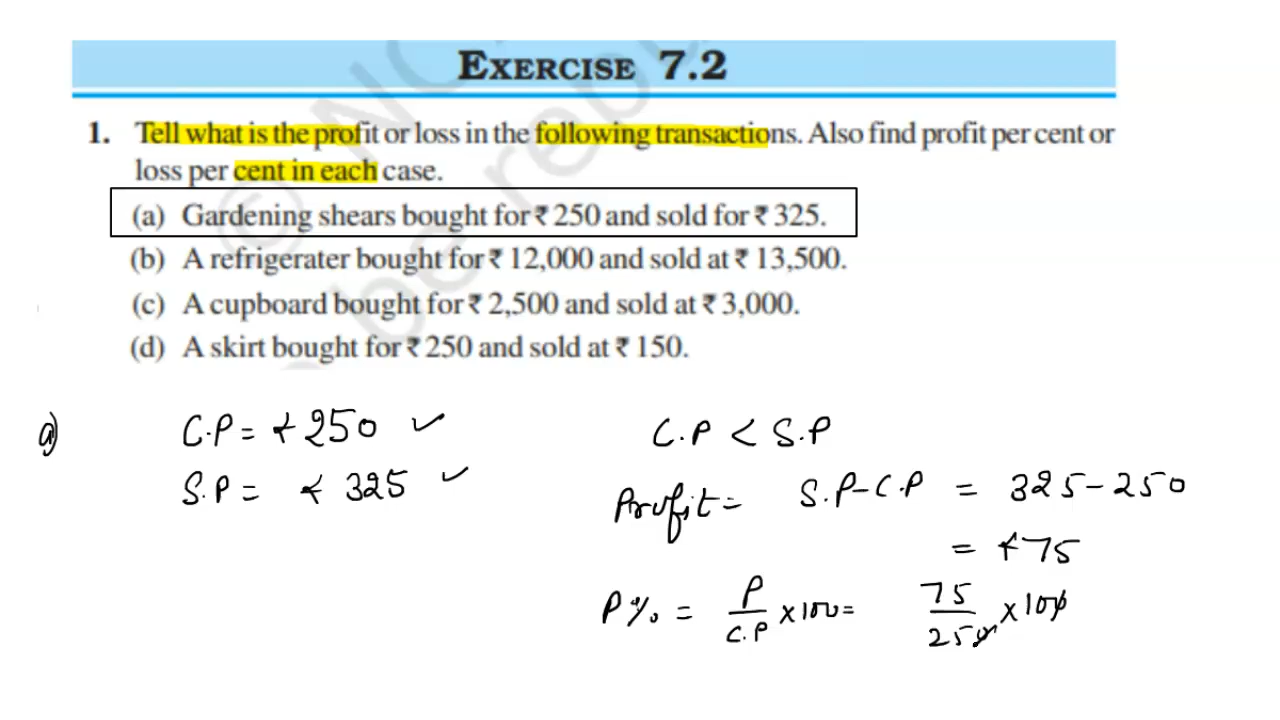 EXERCISE 7.2
1. Tell what is the profit or loss in the following transactions. Also find profit per cent or
loss per cent in each case.
(a) Gardening shears bought for ₹ 250 and sold for ₹ 325.
(b) A refrigerater bought for ₹ 12,000 and sold at ₹ 13,500.
(c) A cupboard bought for ₹ 2,500 and sold at ₹ 3,000.
(d) A skirt bought for ₹ 250 and sold at ₹ 150.
a) C.P = ₹ 250 ✓
S.P = ₹ 325 ✓
C.P < S.P
Profit = S.P - C.P = 325 - 250
= ₹ 75
P % = P/C.P × 100 = 75/250 × 100